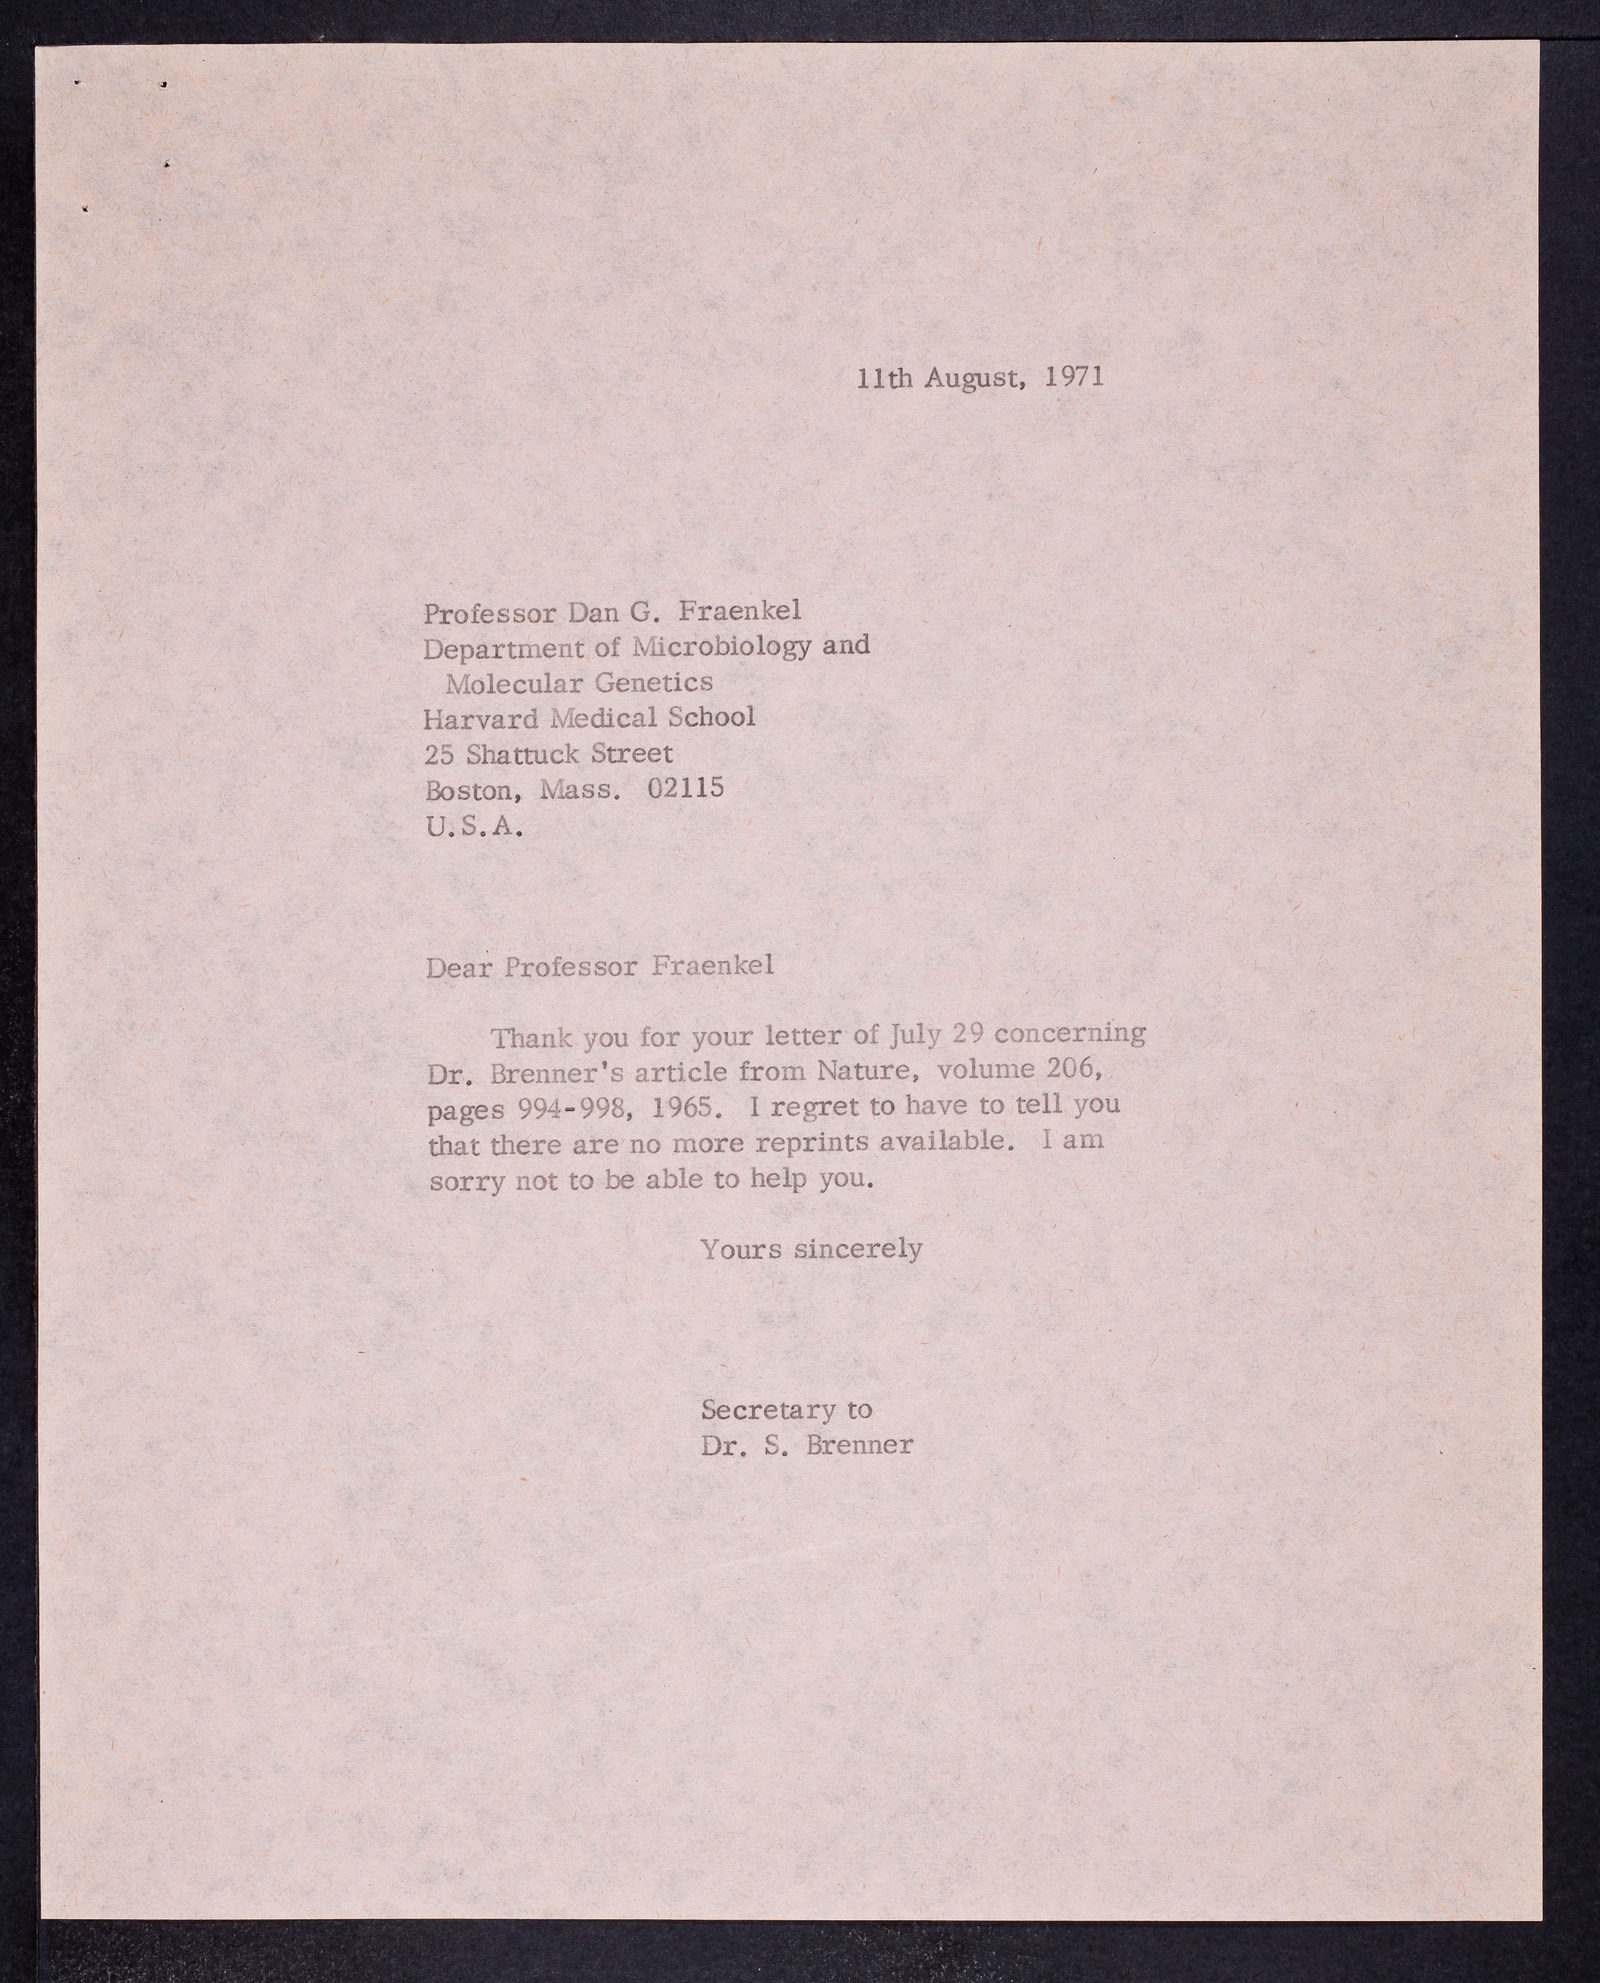 11th August, 1971
Professor Dan G. Fraenkel
Department of Microbiology and
Molecular Genetics
Harvard Medical School
25 Shattuck Street
Boston, Mass. 02115
U.S.A.
Dear Professor Fraenkel
Thank you for your letter of July 29 concerning
Dr. Brenner's article from Nature, volume 206,
pages 994-998, 1965. I regret to have to tell you
that there are no more reprints available. I am
sorry not to be able to help you.
Yours sincerely
Secretary to
Dr. S. Brenner